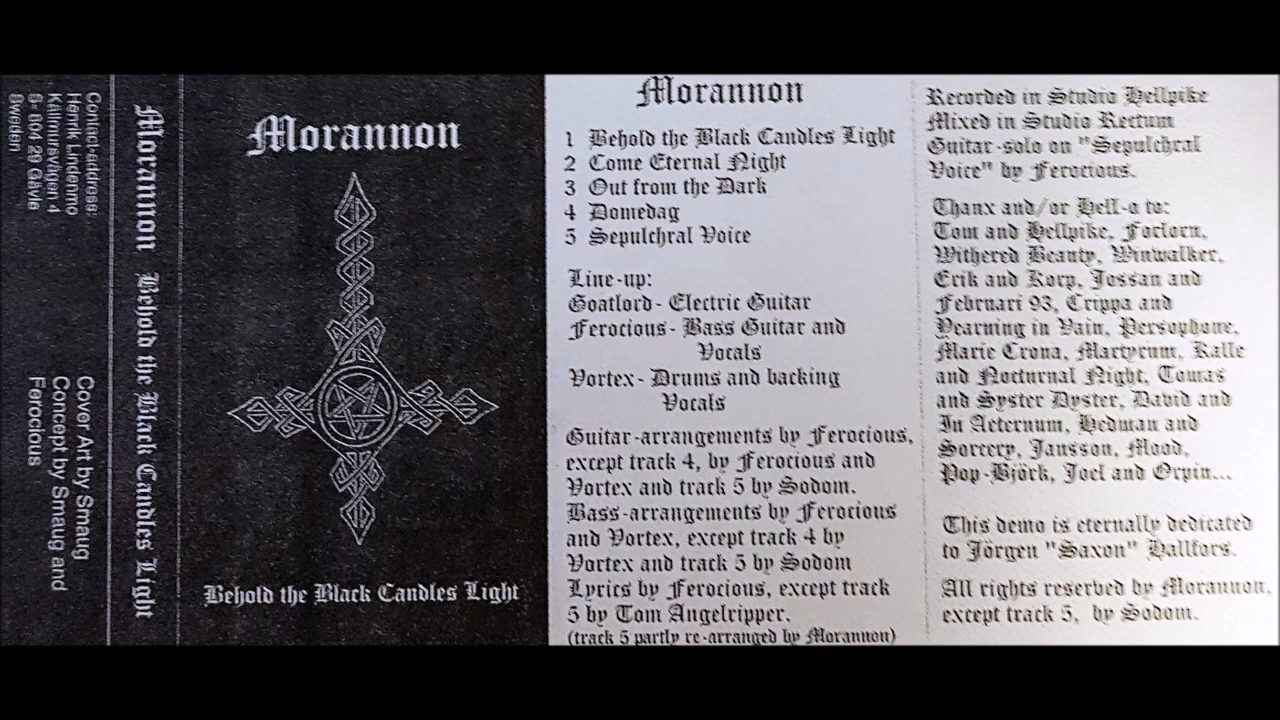 Contact-address:
Henrik Lindenmo
Källmursvägen 4
S- 804 29 Gävle
Sweden
Cover Art by Smaug
Concept by Smaug and
Ferocious
Morannon Behold the Black Candles Light
Morannon
Behold the Black Candles Light
Morannon
1 Behold the Black Candles Light
2 Come Eternal Night
3 Out from the Dark
4 Domedag
5 Sepulchral Voice
Line-up:
Goatlord- Electric Guitar
Ferocious- Bass Guitar and
Vocals
Vortex- Drums and backing
Vocals
Guitar-arrangements by Ferocious,
except track 4, by Ferocious and
Vortex and track 5 by Sodom.
Bass-arrangements by Ferocious
and Vortex, except track 4 by
Vortex and track 5 by Sodom
Lyrics by Ferocious, except track
5 by Tom Angelripper.
(track 5 partly re-arranged by Morannon)
Recorded in Studio Hellpike
Mixed in Studio Rectum
Guitar-solo on "Sepulchral
Voice" by Ferocious.
Thanx and/or Hell-o to:
Tom and Hellpike, Forlorn,
Withered Beauty, Winwalker,
Erik and Korp, Jossan and
Februari 93, Crippa and
Yearning in Vain, Persophone,
Marie Crona, Martyrum, Kalle
and Nocturnal Night, Tomas
and Syster Dyster, David and
In Aeternum, Hedman and
Sorcery, Jansson, Mood,
Pop-Björk, Joel and Orpin...
This demo is eternally dedicated
to Jörgen "Saxon" Hallfors.
All rights reserved by Morannon,
except track 5, by Sodom.